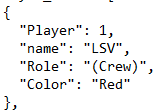 {
"Player": 1,
"name": "LSV",
"Role": "(Crew)",
"Color": "Red"
},